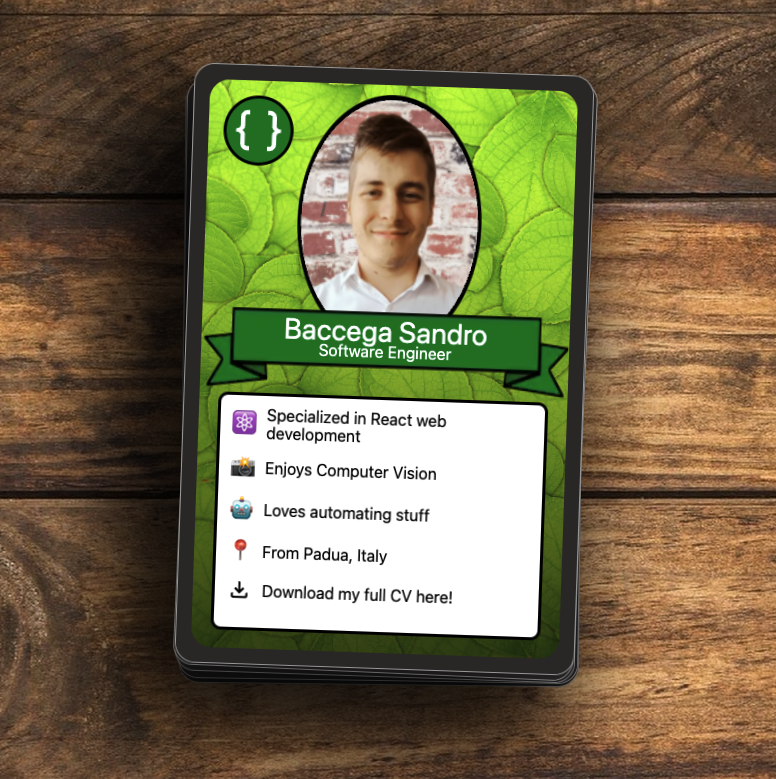 { }
Baccega Sandro
Software Engineer
Specialized in React web
development
Enjoys Computer Vision
Loves automating stuff
From Padua, Italy
Download my full CV here!